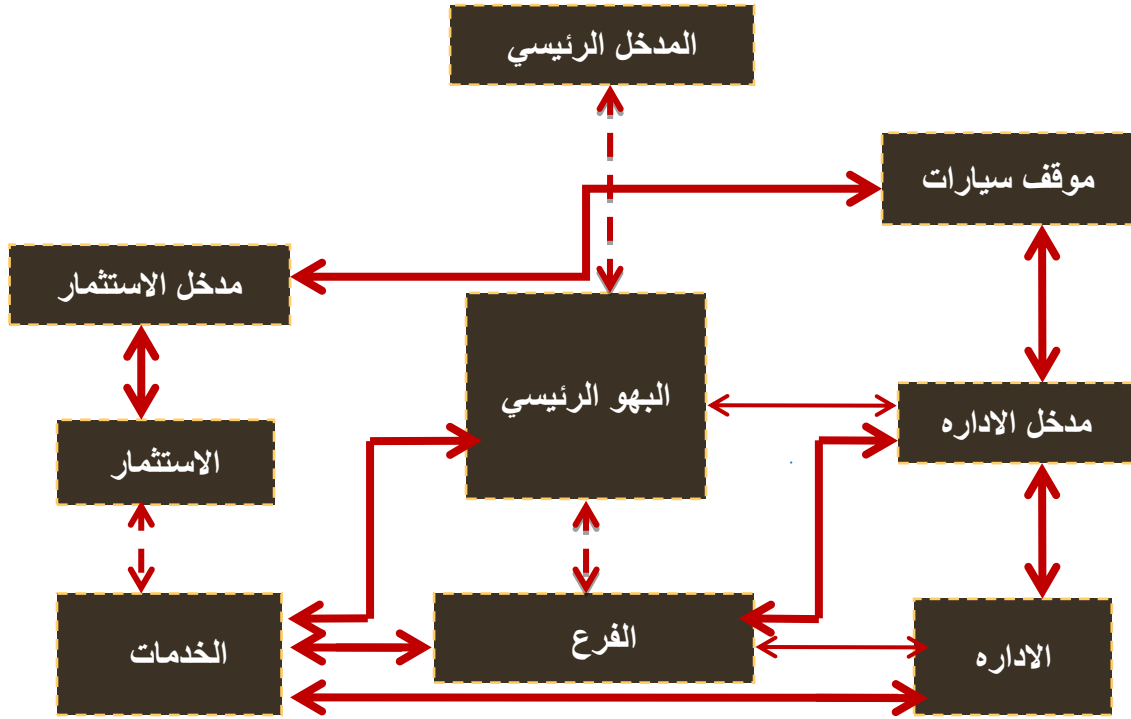 المدخل الرئيسي
موقف سيارات
مدخل الاستثمار
البهو الرئيسي
مدخل الاداره
الاستثمار
الخدمات
الفرع
الاداره